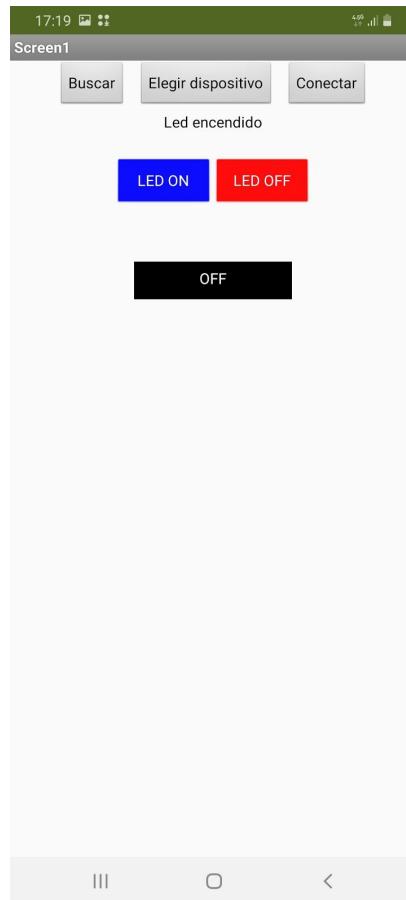 17:19
Screen1
Buscar Elegir dispositivo Conectar
Led encendido
LED ON LED OFF
OFF